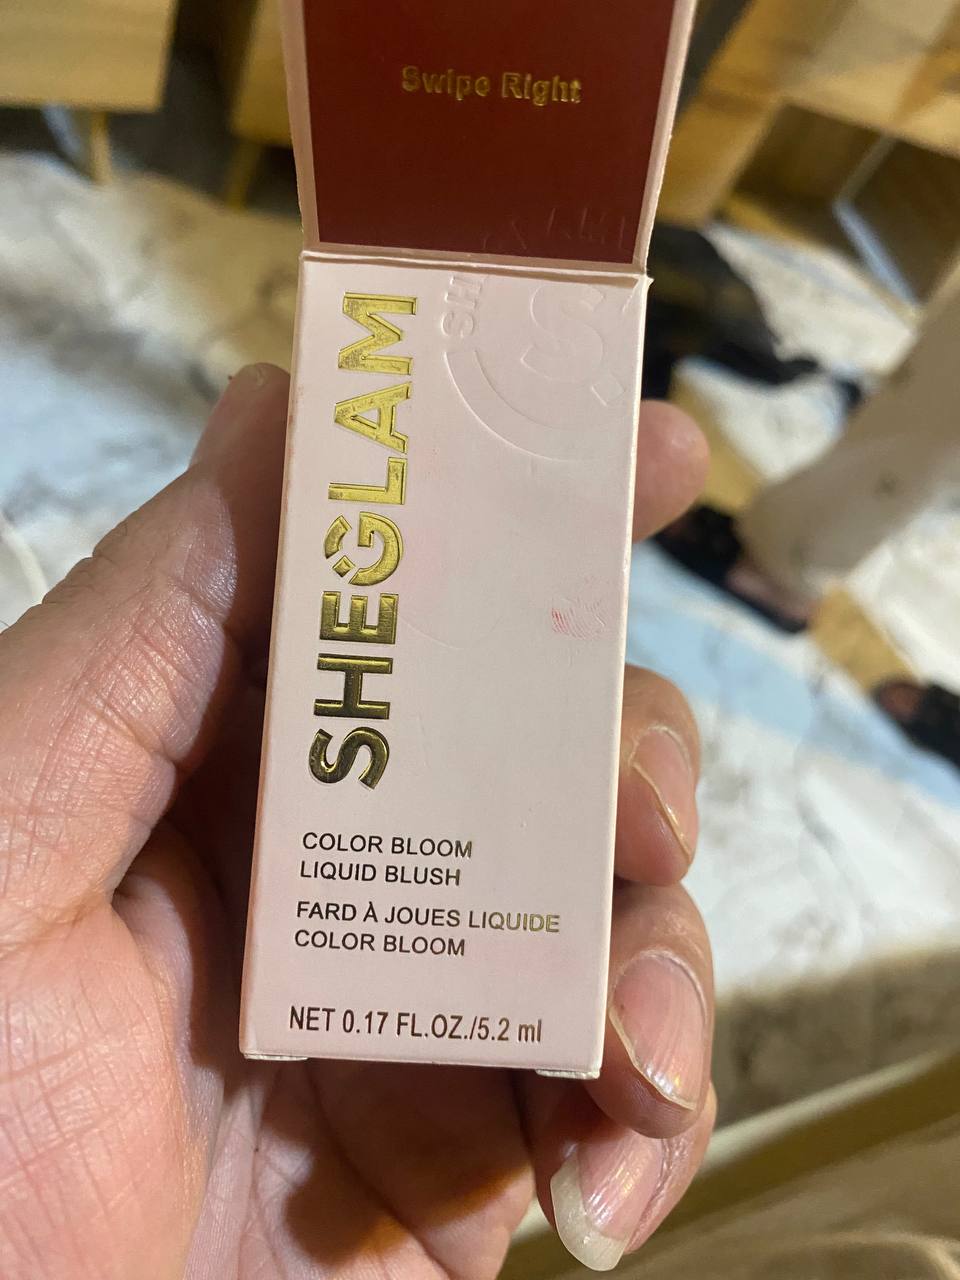 Swipe Right
SHEGLAM
COLOR BLOOM
LIQUID BLUSH
FARD À JOUES LIQUIDE
COLOR BLOOM
NET 0.17 FL.OZ./5.2 ml